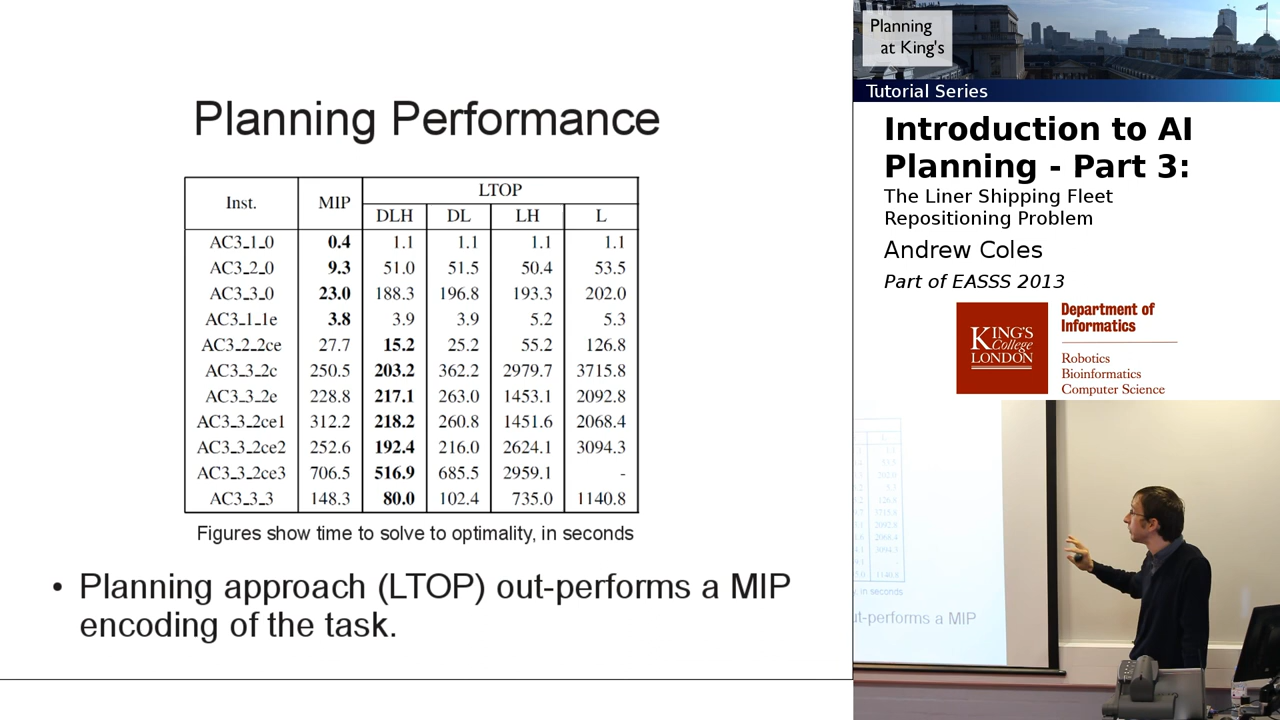 Planning Performance
Inst. MIP LTOP
DLH DL LH L
AC3_1_0 0.4 1.1 1.1 1.1 1.1
AC3_2_0 9.3 51.0 51.5 50.4 53.5
AC3_3_0 23.0 188.3 196.8 193.3 202.0
AC3_1_1e 3.8 3.9 3.9 5.2 5.3
AC3_2_2ce 27.7 15.2 25.2 55.2 126.8
AC3_3_2c 250.5 203.2 362.2 2979.7 3715.8
AC3_3_2e 228.8 217.1 263.0 1453.1 2092.8
AC3_3_2ce1 312.2 218.2 260.8 1451.6 2068.4
AC3_3_2ce2 252.6 192.4 216.0 2624.1 3094.3
AC3_3_2ce3 706.5 516.9 685.5 2959.1 -
AC3_3_3 148.3 80.0 102.4 735.0 1140.8
Figures show time to solve to optimality, in seconds
• Planning approach (LTOP) out-performs a MIP
encoding of the task.
Planning
at King's
Tutorial Series
Introduction to AI
Planning - Part 3:
The Liner Shipping Fleet
Repositioning Problem
Andrew Coles
Part of EASSS 2013
KING'S
College
LONDON
Department of
Informatics
Robotics
Bioinformatics
Computer Science
in seconds
ut-performs a MIP